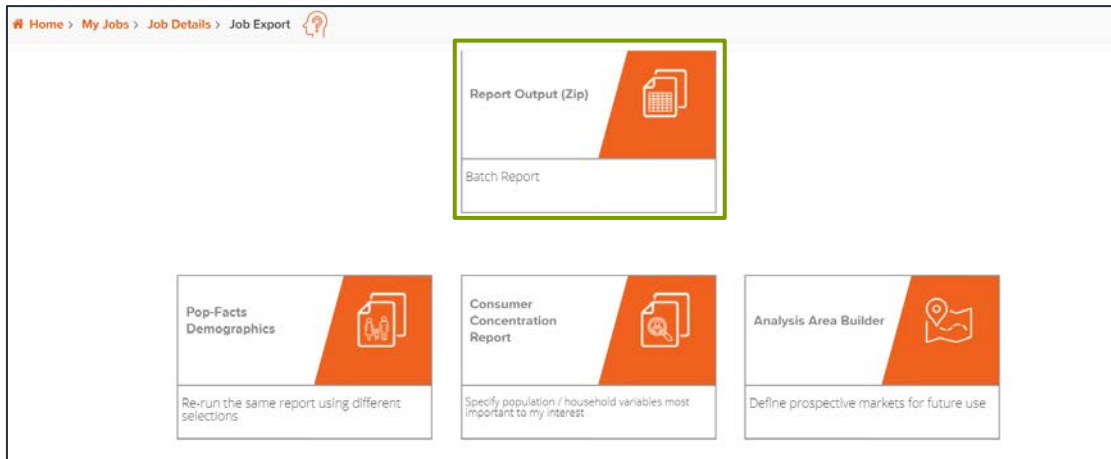 Home > My Jobs > Job Details > Job Export
Report Output (Zip)
Batch Report
Pop-Facts
Demographics
Re-run the same report using different
selections
Consumer
Concentration
Report
Specify population / household variables most
important to my interest
Analysis Area Builder
Define prospective markets for future use